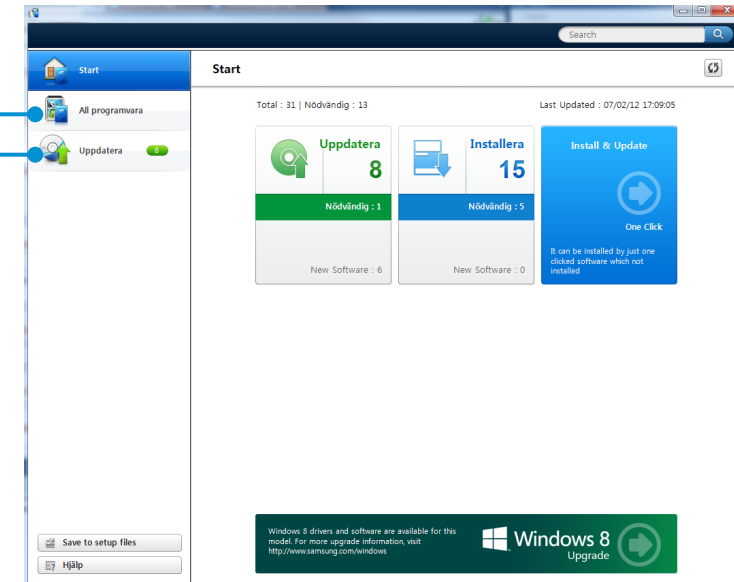 Search
Start
All programvara
Uppdatera 8
Start
Total : 31 | Nödvändig : 13
Last Updated : 07/02/12 17:09:05
Uppdatera
8
Nödvändig : 1
New Software : 6
Installera
15
Nödvändig : 5
New Software : 0
Install & Update
One Click
It can be installed by just one
clicked software which not
installed
Save to setup files
Hjälp
Windows 8 drivers and software are available for this
model. For more upgrade information, visit
http://www.samsung.com/windows
Windows 8
Upgrade